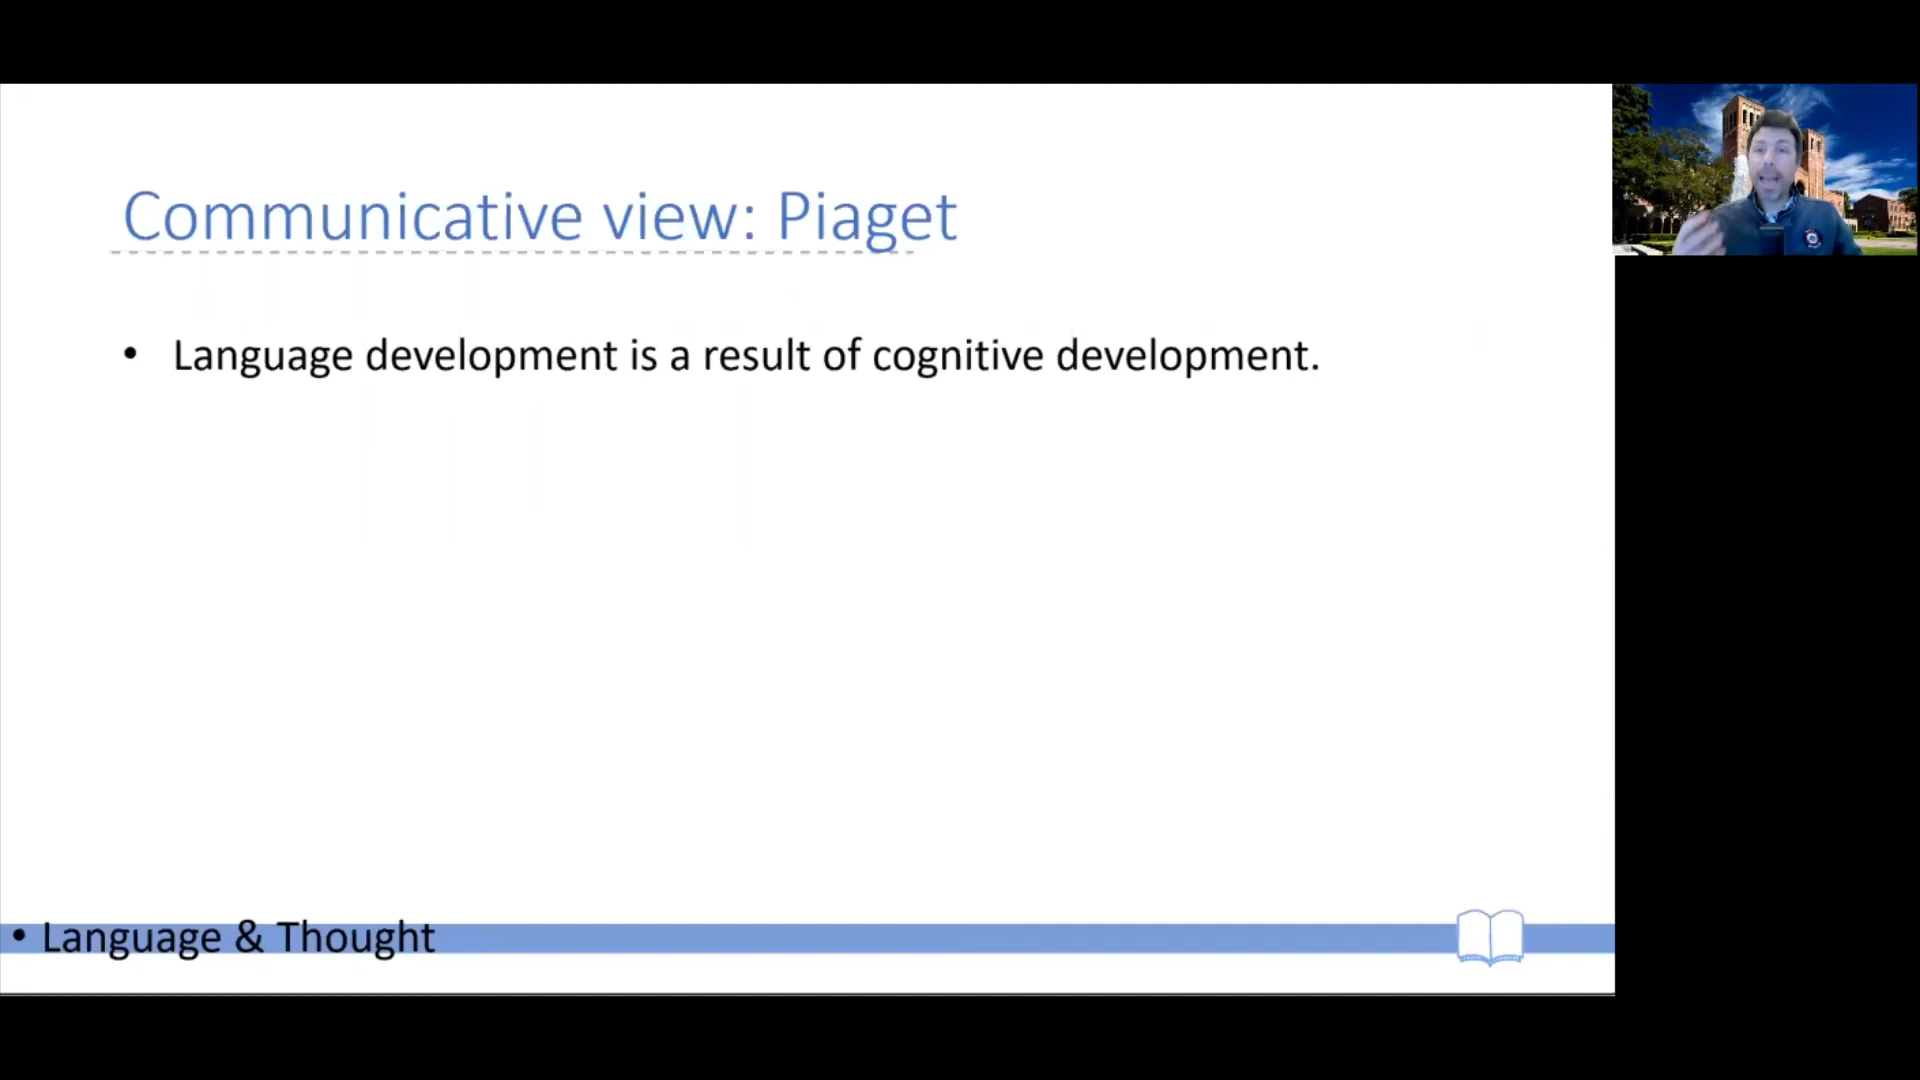 Communicative view: Piaget
• Language development is a result of cognitive development.
• Language & Thought